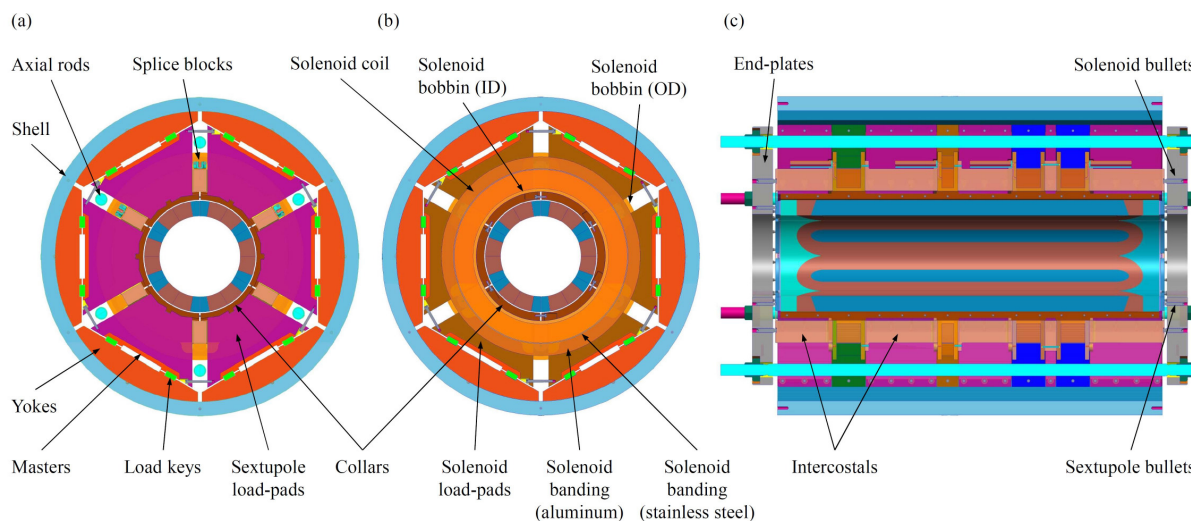 (a)
(b)
(c)
Axial rods
Splice blocks
Shell
Yokes
Masters
Load keys
Sextupole
load-pads
Collars
Solenoid coil
Solenoid
bobbin (ID)
Solenoid
bobbin (OD)
Solenoid
load-pads
Solenoid
banding
(aluminum)
Solenoid
banding
(stainless steel)
End-plates
Solenoid bullets
Intercostals
Sextupole bullets